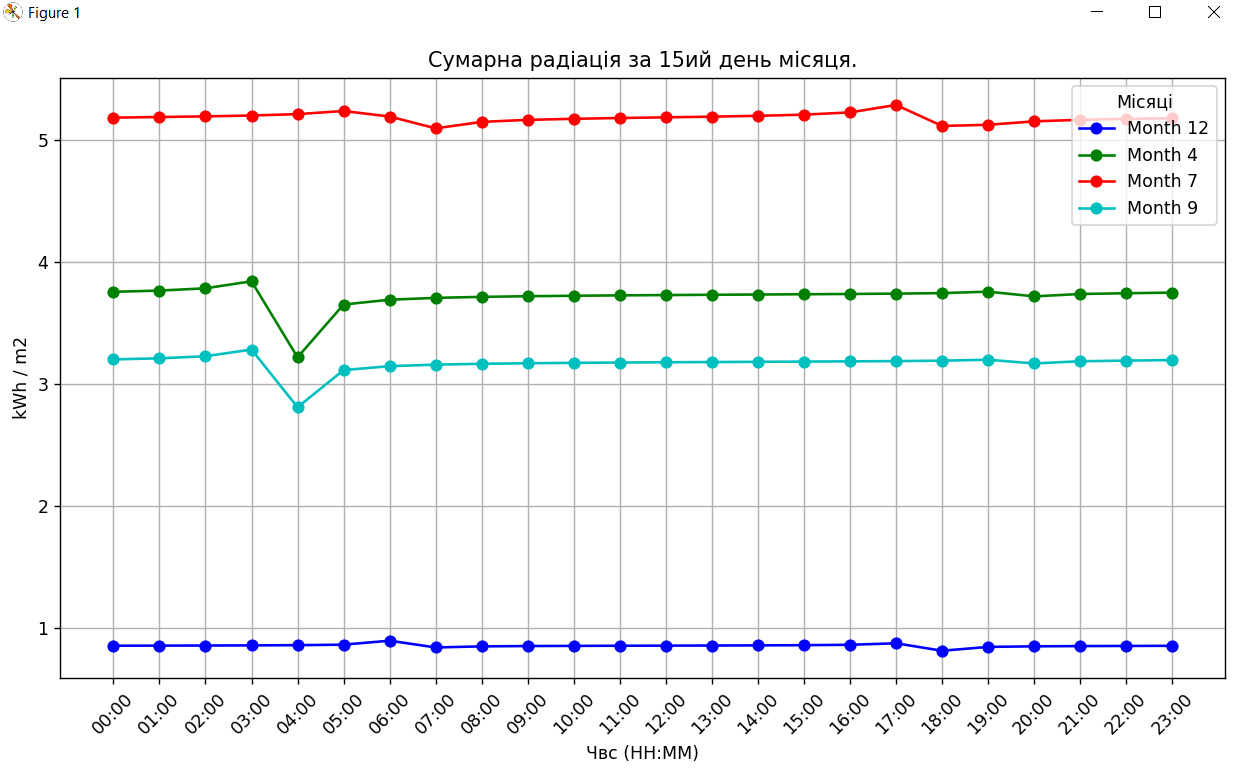 Figure 1
Сумарна радіація за 15ий день місяця.
Місяці
Month 12
Month 4
Month 7
Month 9
kWh / m2
5
4
3
2
1
00:00 01:00 02:00 03:00 04:00 05:00 06:00 07:00 08:00 09:00 10:00 11:00 12:00 13:00 14:00 15:00 16:00 17:00 18:00 19:00 20:00 21:00 22:00 23:00
Чвс (HH:MM)